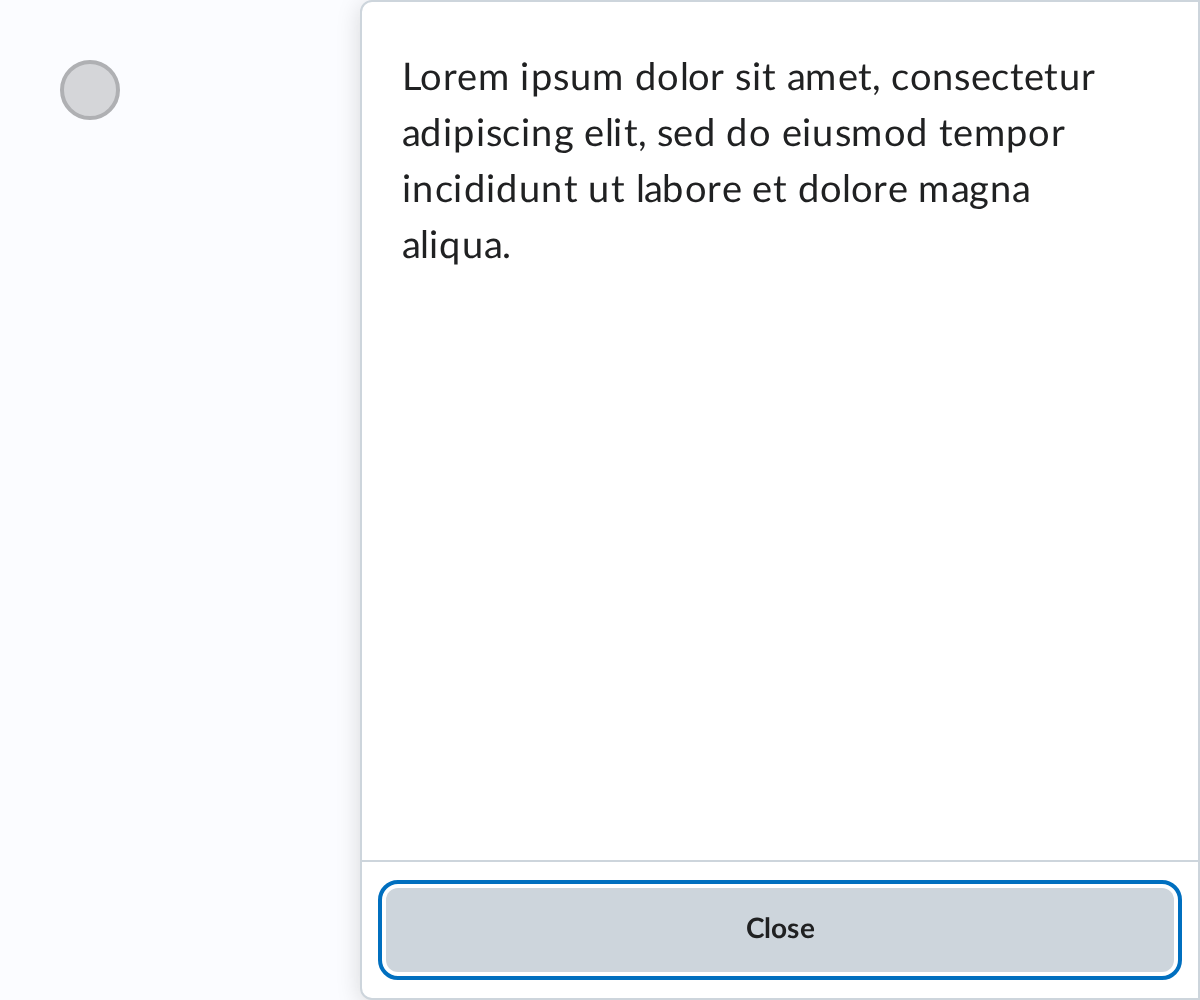 Lorem ipsum dolor sit amet, consectetur
adipiscing elit, sed do eiusmod tempor
incididunt ut labore et dolore magna
aliqua.
Close